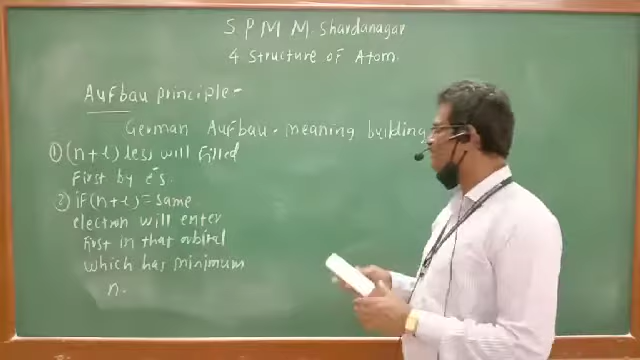 S.P M M. Shardanagar
4 Structure of Atom.
Aufbau principle-
German Aufbau - meaning building
① (n+l) less will filled
first by e-s.
② if (n+l) = same
electron will enter
first in that orbital
which has minimum
n.